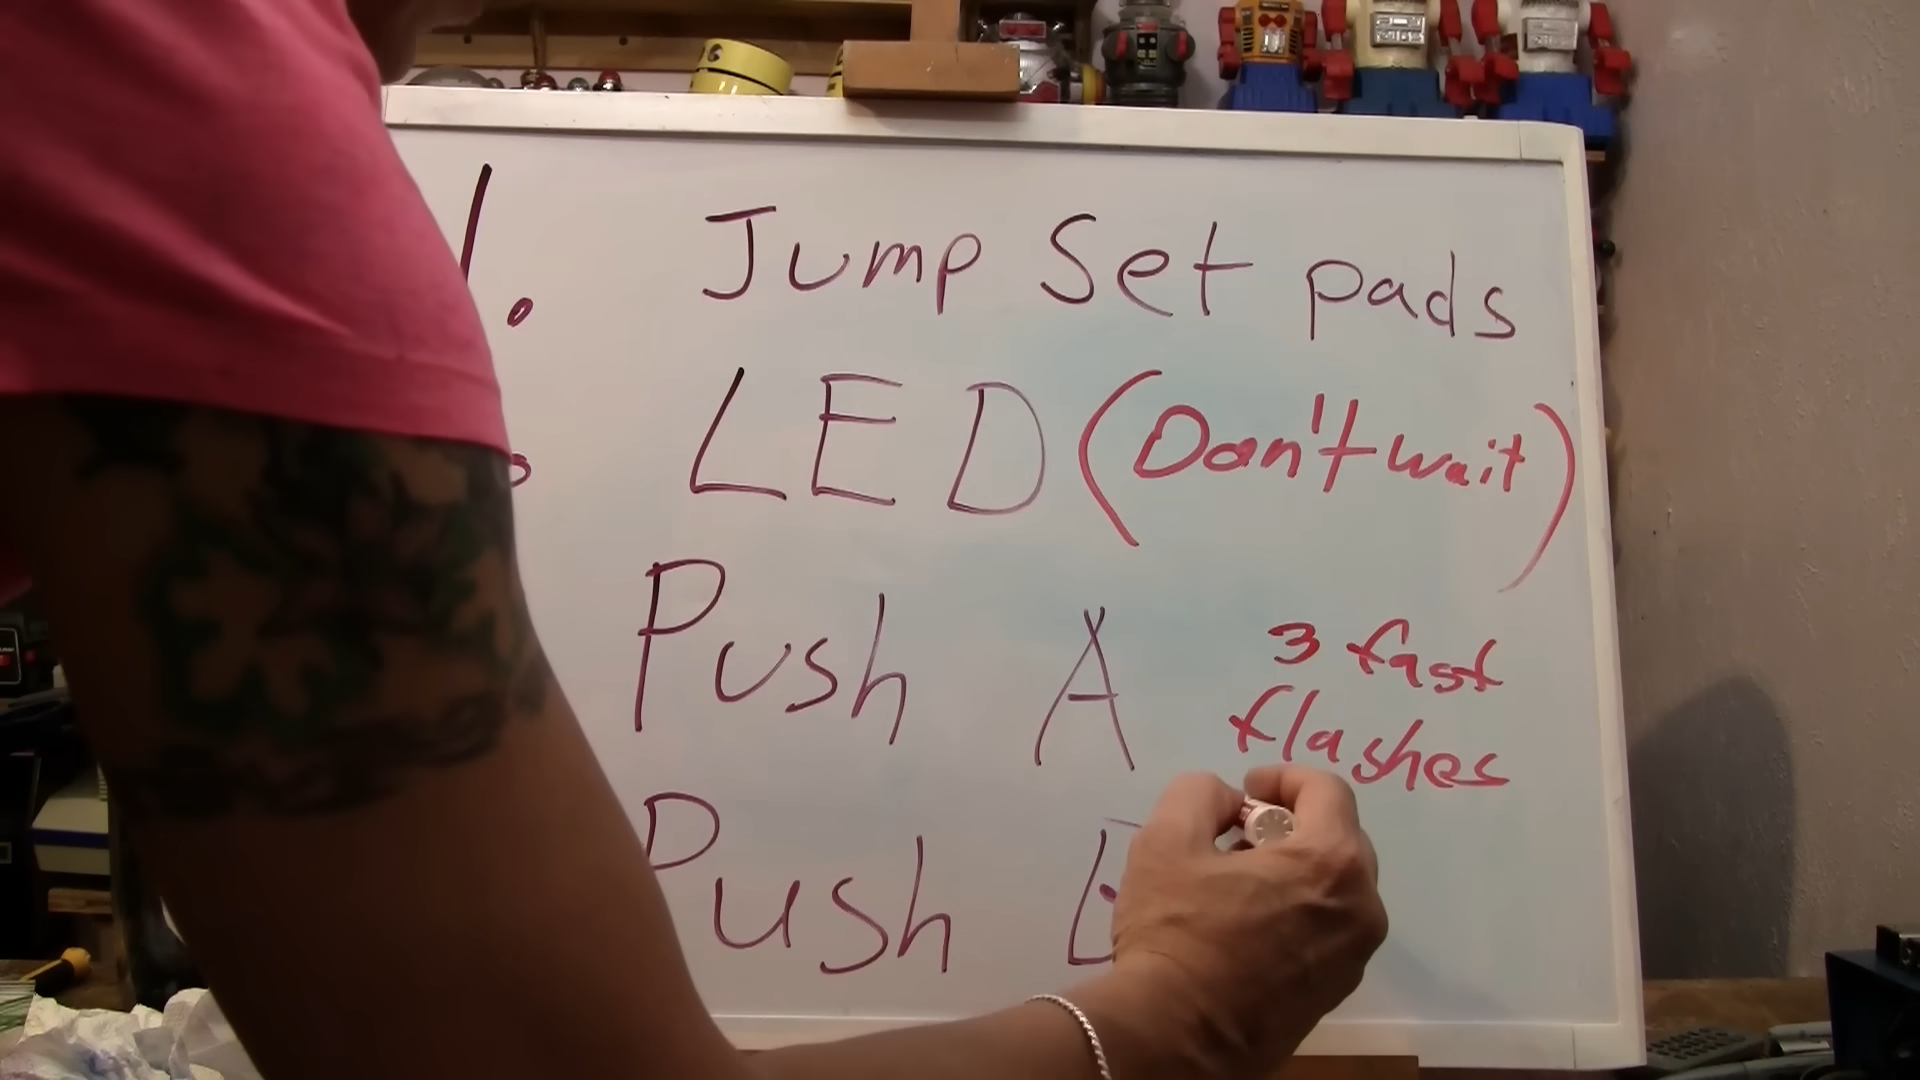 1. Jump Set pads
LED (Don't wait)
Push A 3 fast
flashes
Push